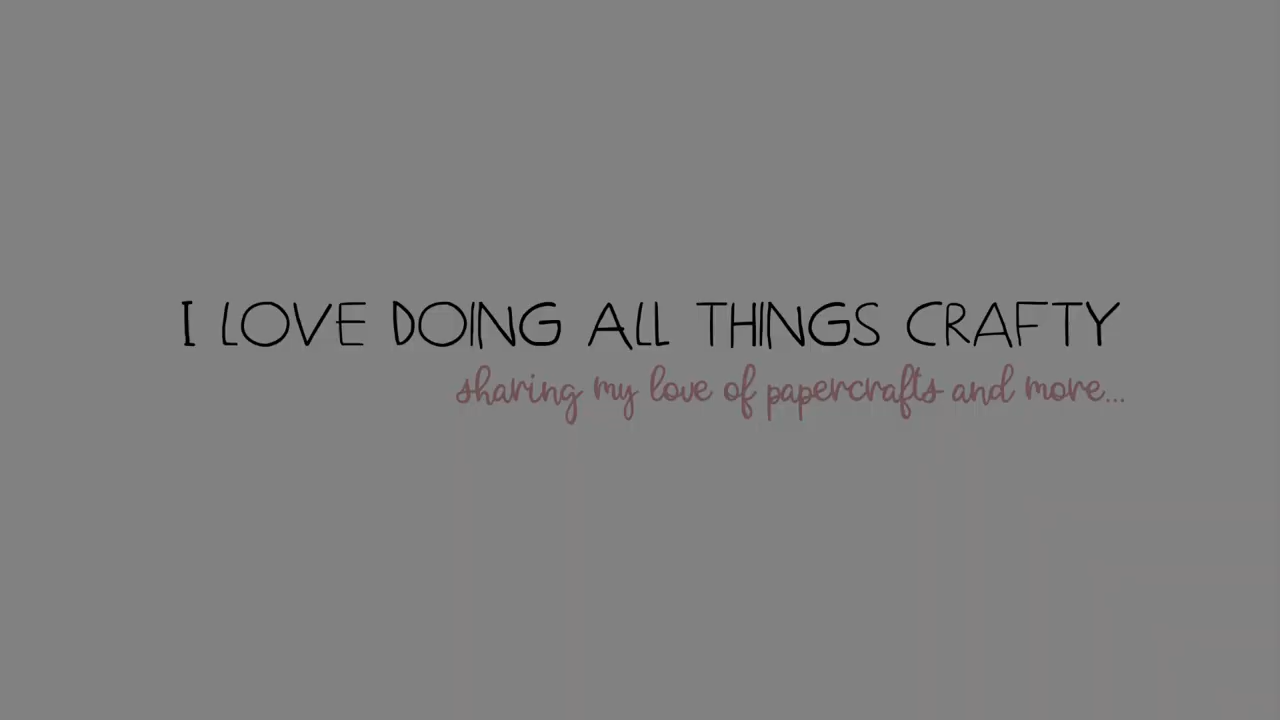 I LOVE DOING ALL THINGS CRAFTY
sharing my love of papercrafts and more...